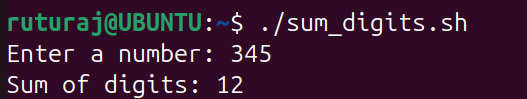 ruturaj@UBUNTU:~$ ./sum_digits.sh
Enter a number: 345
Sum of digits: 12